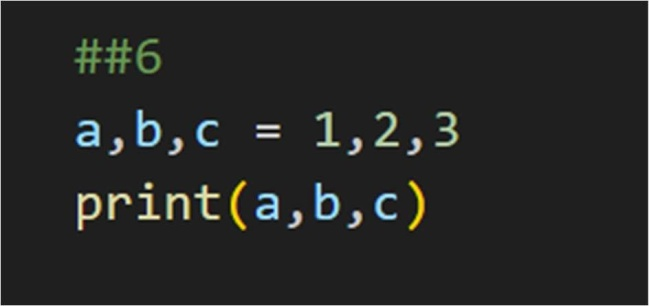 ##6
a,b,c = 1,2,3
print(a,b,c)